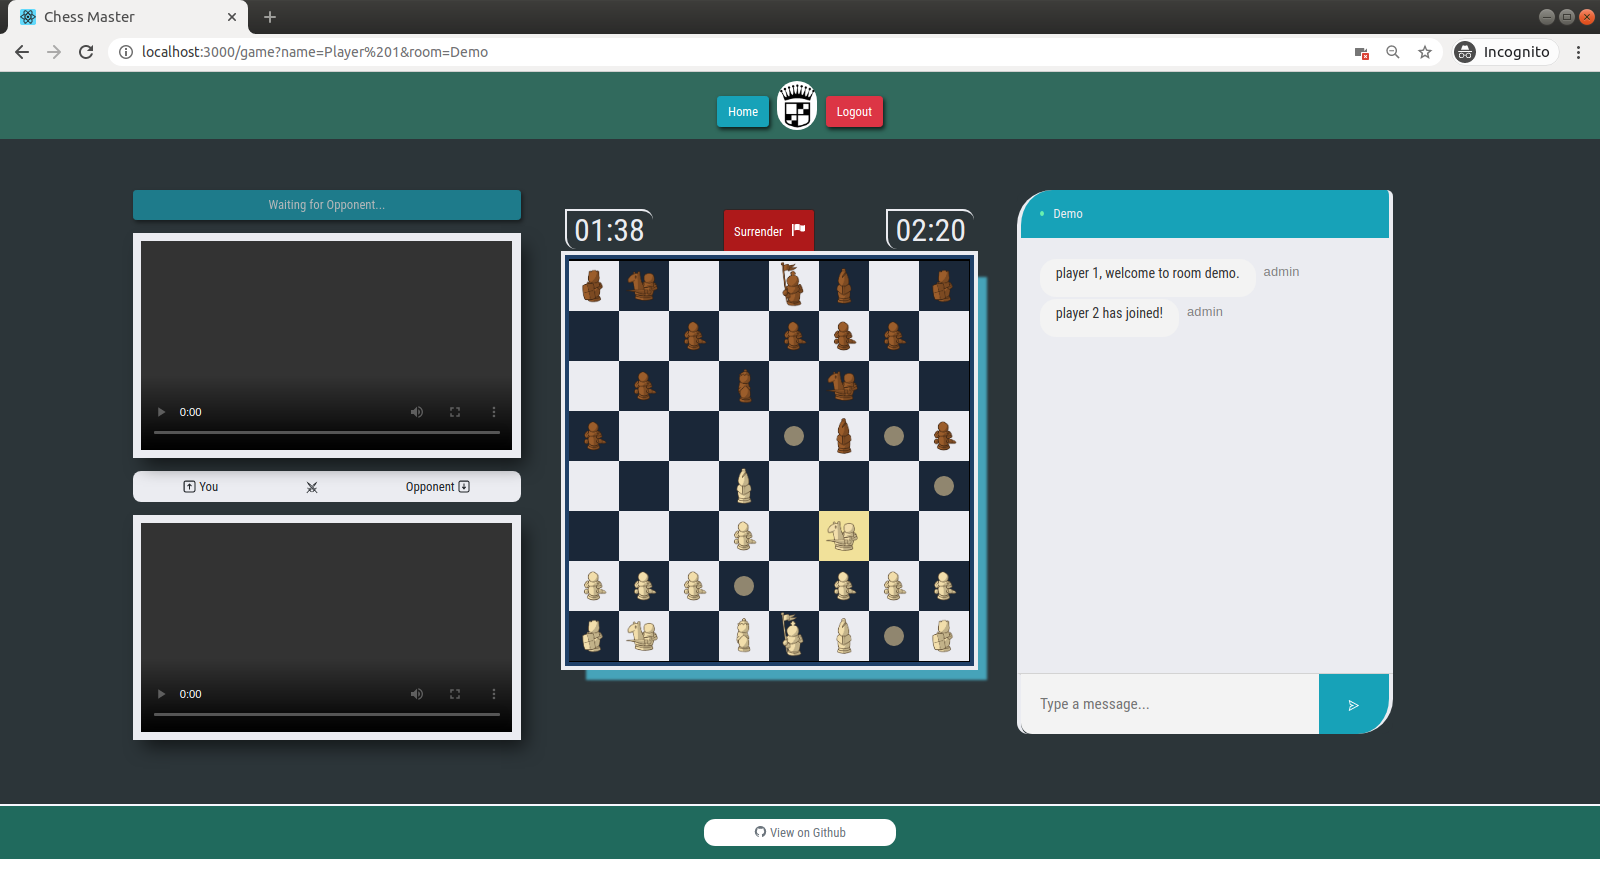 Chess Master
localhost:3000/game?name=Player%201&room=Demo
Incognito
Home
Logout
Waiting for Opponent...
0:00
You
Opponent
0:00
01:38
Surrender
02:20
Demo
player 1, welcome to room demo.
admin
player 2 has joined!
admin
Type a message...
View on Github